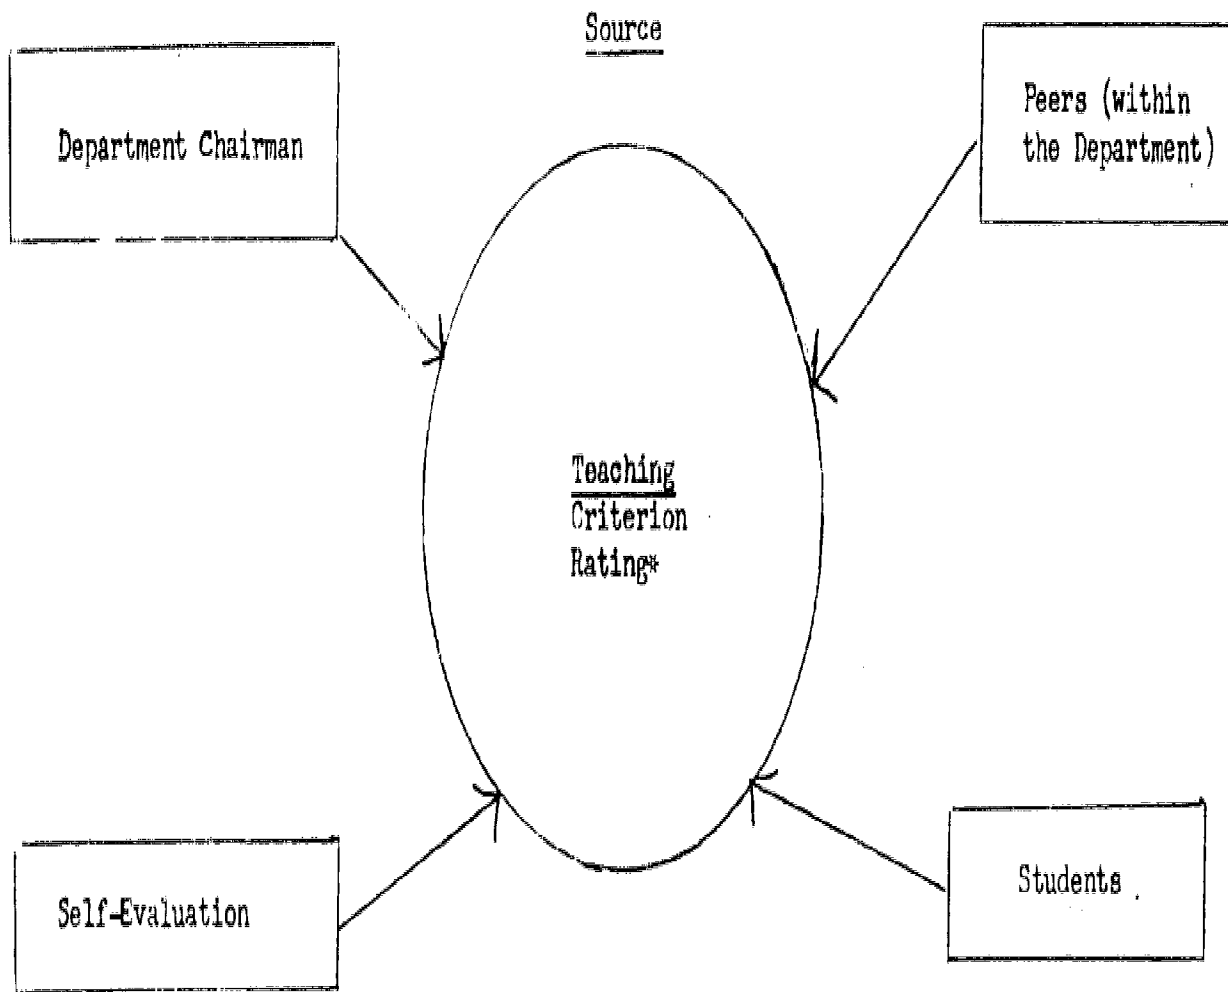 Source
Department Chairman
Peers (within
the Department)
Teaching
Criterion
Rating*
Self-Evaluation
Students